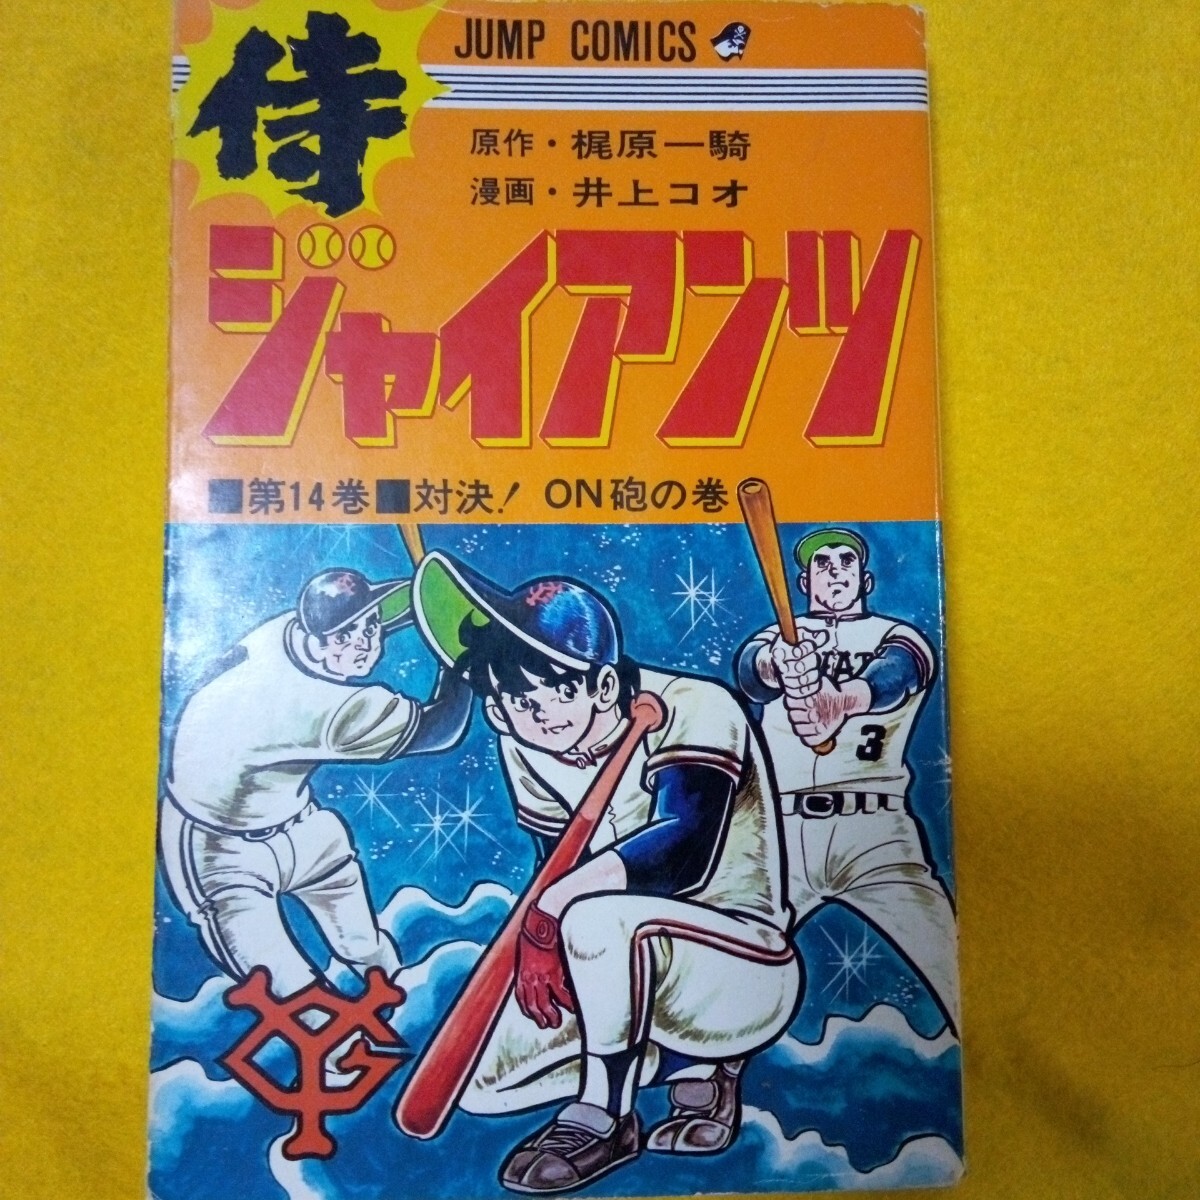 JUMP COMICS
侍
原作・梶原一騎
漫画・井上コオ
ジャイアンツ
■第14巻■対決! ON砲の巻
3
YG